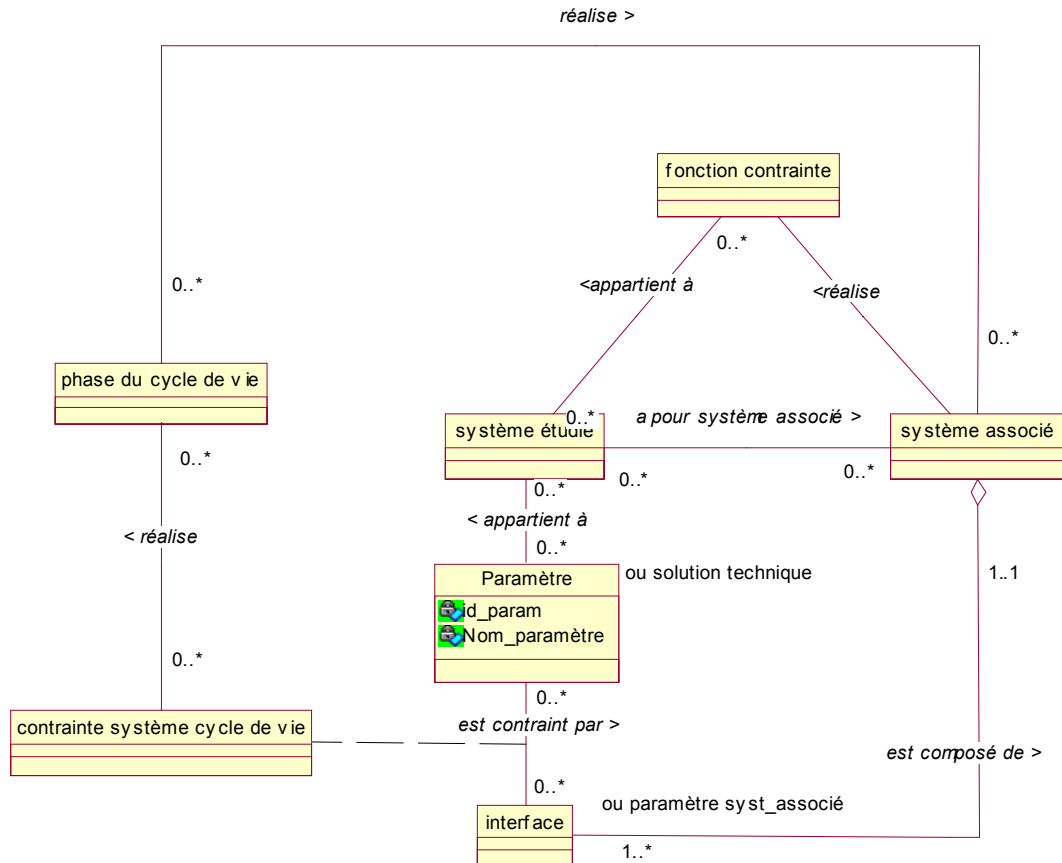 réalise >
fonction contrainte
0..*
<appartient à
<réalise
0..*
0..*
phase du cycle de vie
0..*
système étudié
0..*
a pour système associé >
système associé
0..*
0..*
0..*
0..*
< appartient à
< réalise
0..*
Paramètre
ou solution technique
1..1
id_param
Nom_paramètre
0..*
0..*
contrainte système cycle de vie
est contraint par >
est composé de >
0..*
ou paramètre syst_associé
interface
1..*